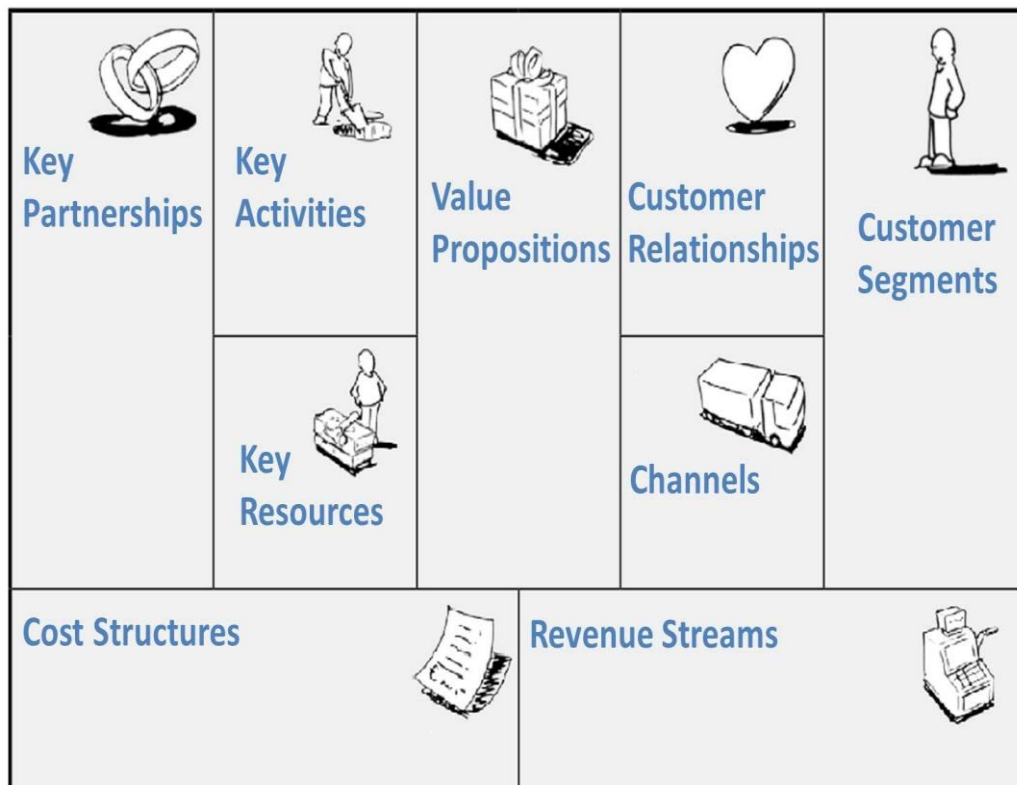 Key
Partnerships
Key
Activities
Value
Propositions
Customer
Relationships
Customer
Segments
Key
Resources
Channels
Cost Structures
Revenue Streams